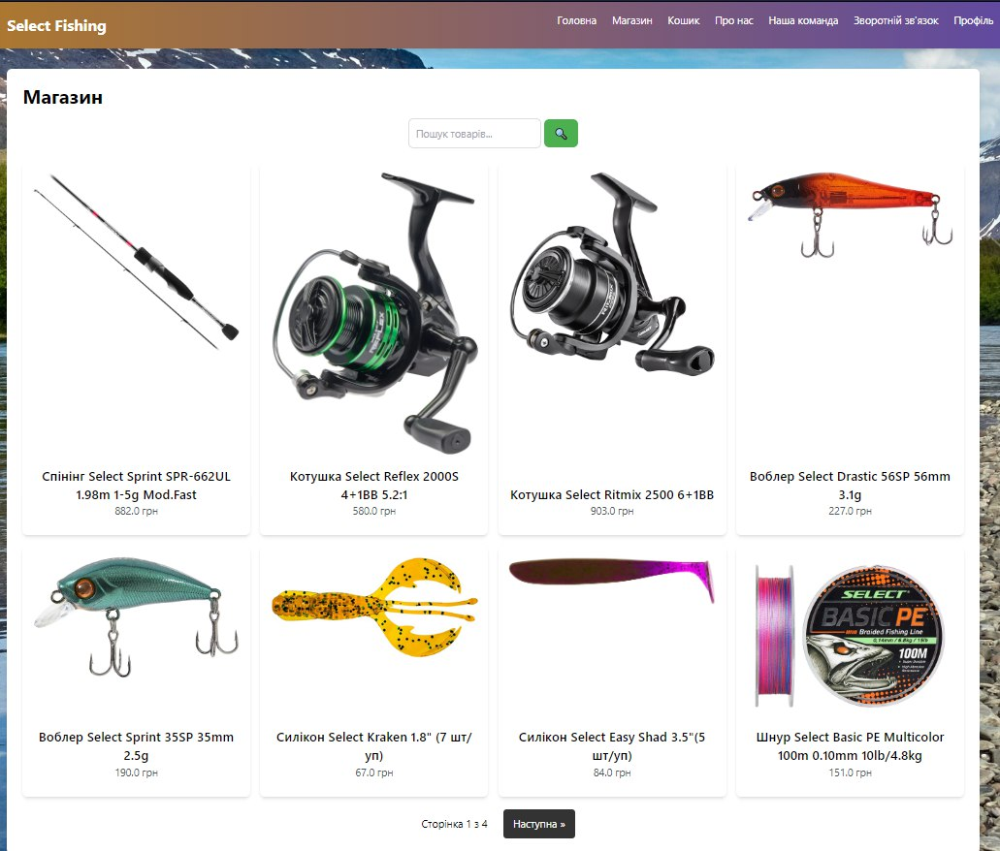 Select Fishing
Головна Магазин Кошик Про нас Наша команда Зворотній зв'язок Профіль
Магазин
Пошук товарів...
Спінінг Select Sprint SPR-662UL
1.98m 1-5g Mod.Fast
882.0 грн
Котушка Select Reflex 2000S
4+1BB 5.2:1
580.0 грн
Котушка Select Ritmix 2500 6+1BB
903.0 грн
Воблер Select Drastic 56SP 56mm
3.1g
227.0 грн
SELECT
BASIC PE
Braided Fishing Line
0,14mm / 6.8kg / 15lb
100M
Воблер Select Sprint 35SP 35mm
2.5g
190.0 грн
Силікон Select Kraken 1.8" (7 шт/
уп)
67.0 грн
Силікон Select Easy Shad 3.5"(5
шт/уп)
84.0 грн
Шнур Select Basic PE Multicolor
100m 0.10mm 10lb/4.8kg
151.0 грн
Сторінка 1 з 4
Наступна »